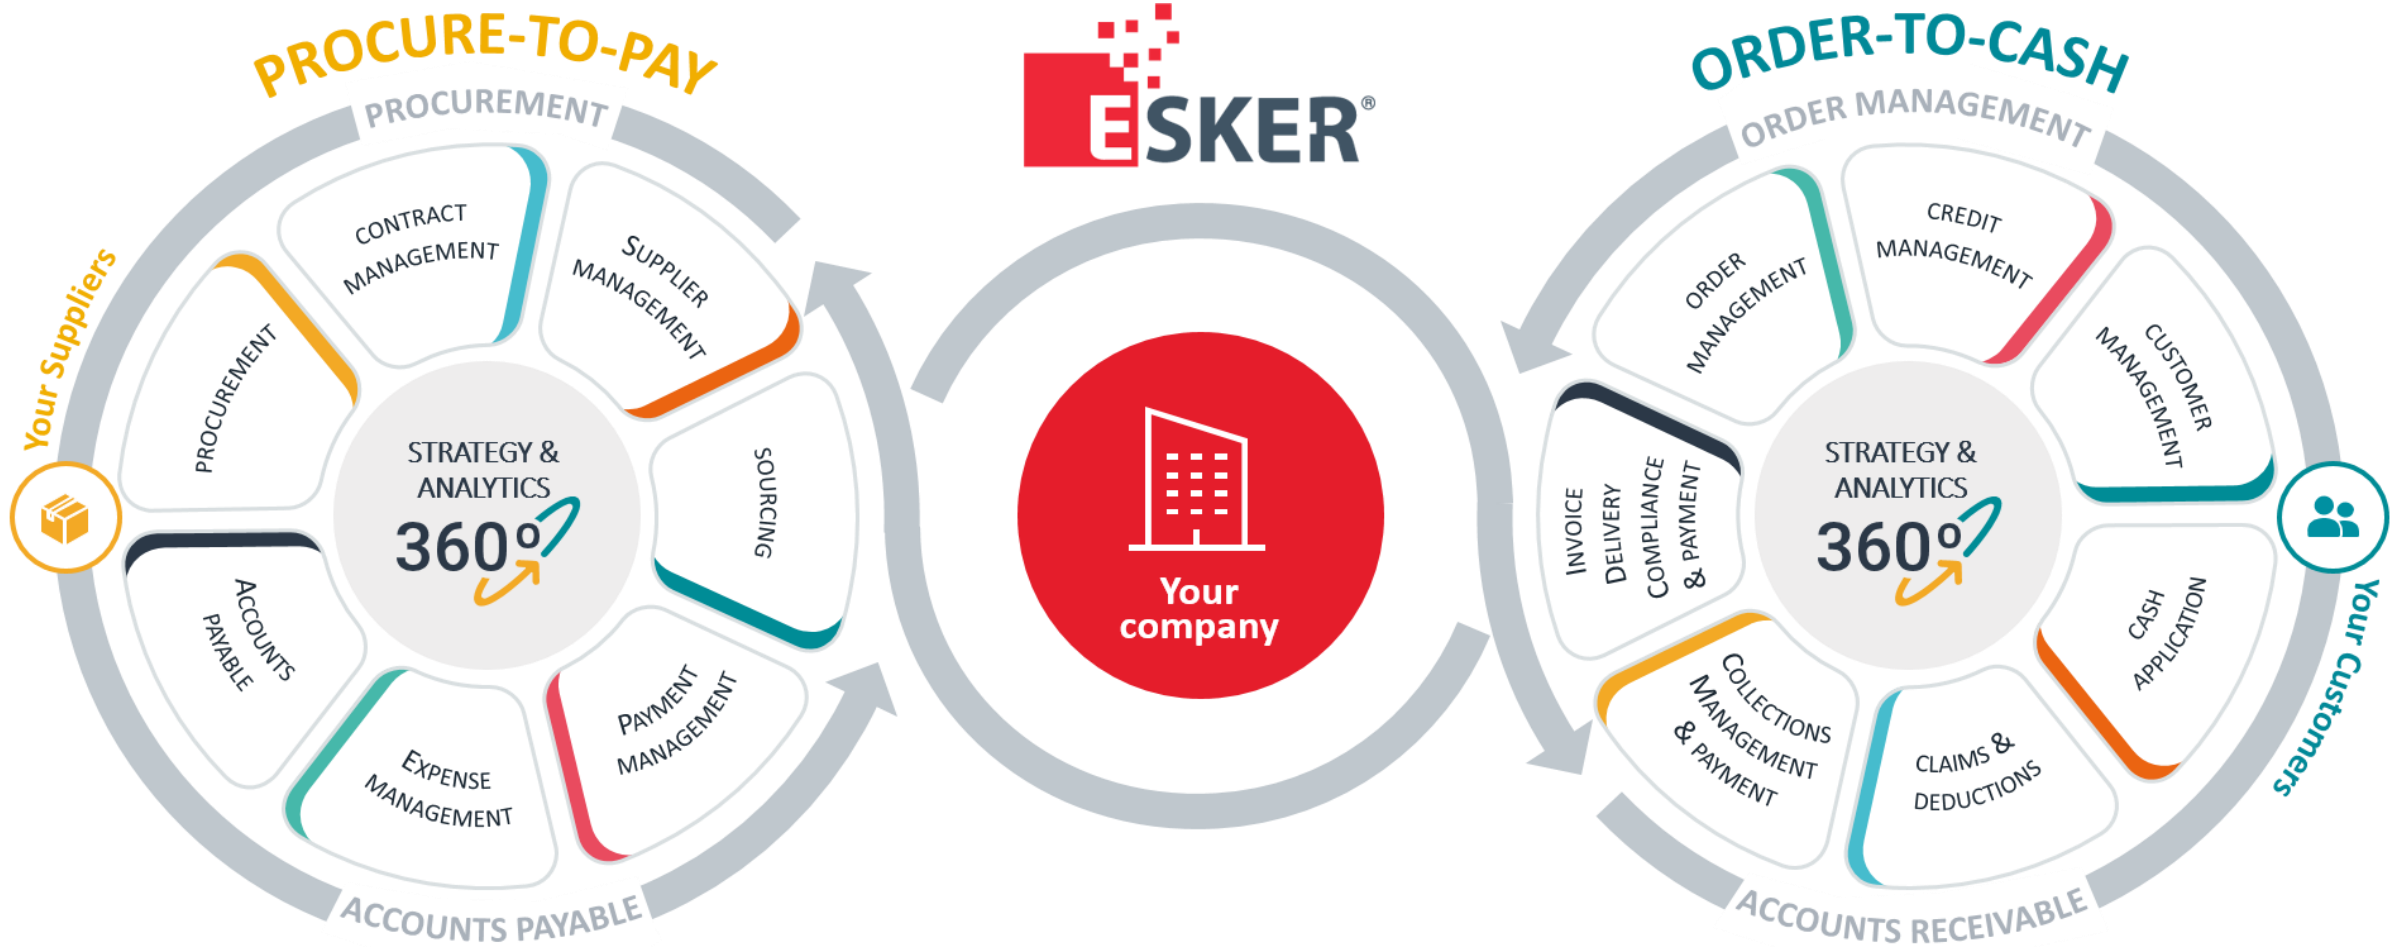 PROCURE-TO-PAY
PROCUREMENT
Your Suppliers
CONTRACT
MANAGEMENT
SUPPLIER
MANAGEMENT
PROCUREMENT
SOURCING
STRATEGY &
ANALYTICS
360º
ACCOUNTS
PAYABLE
EXPENSE
MANAGEMENT
PAYMENT
MANAGEMENT
ACCOUNTS PAYABLE
ESKER®
Your
company
ORDER-TO-CASH
ORDER MANAGEMENT
ORDER
MANAGEMENT
CREDIT
MANAGEMENT
CUSTOMER
MANAGEMENT
INVOICE
DELIVERY
COMPLIANCE
& PAYMENT
STRATEGY &
ANALYTICS
360º
CASH
APPLICATION
COLLECTIONS
MANAGEMENT
& PAYMENT
CLAIMS &
DEDUCTIONS
Your Customers
ACCOUNTS RECEIVABLE